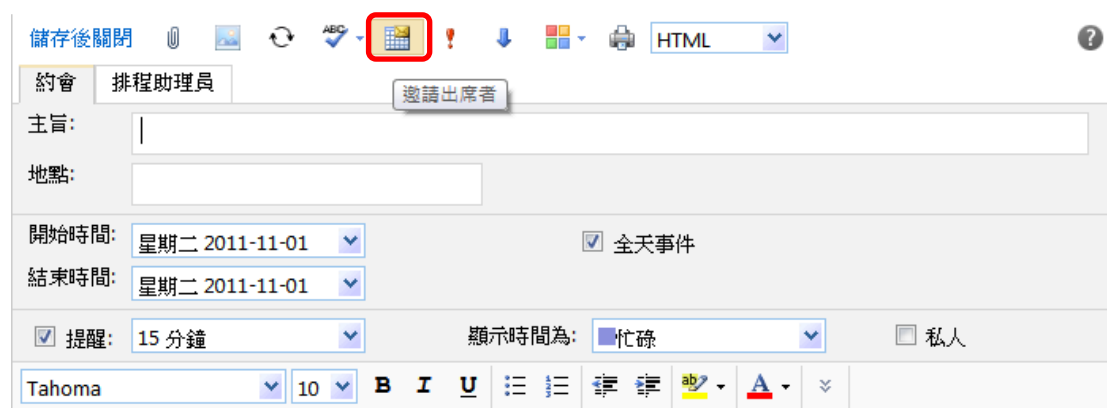 儲存後關閉 ABC HTML ?
約會 排程助理員
邀請出席者
主旨:
地點:
開始時間: 星期二 2011-11-01 全天事件
結束時間: 星期二 2011-11-01
提醒: 15 分鐘 顯示時間為: 忙碌 私人
Tahoma 10 B I U ab A